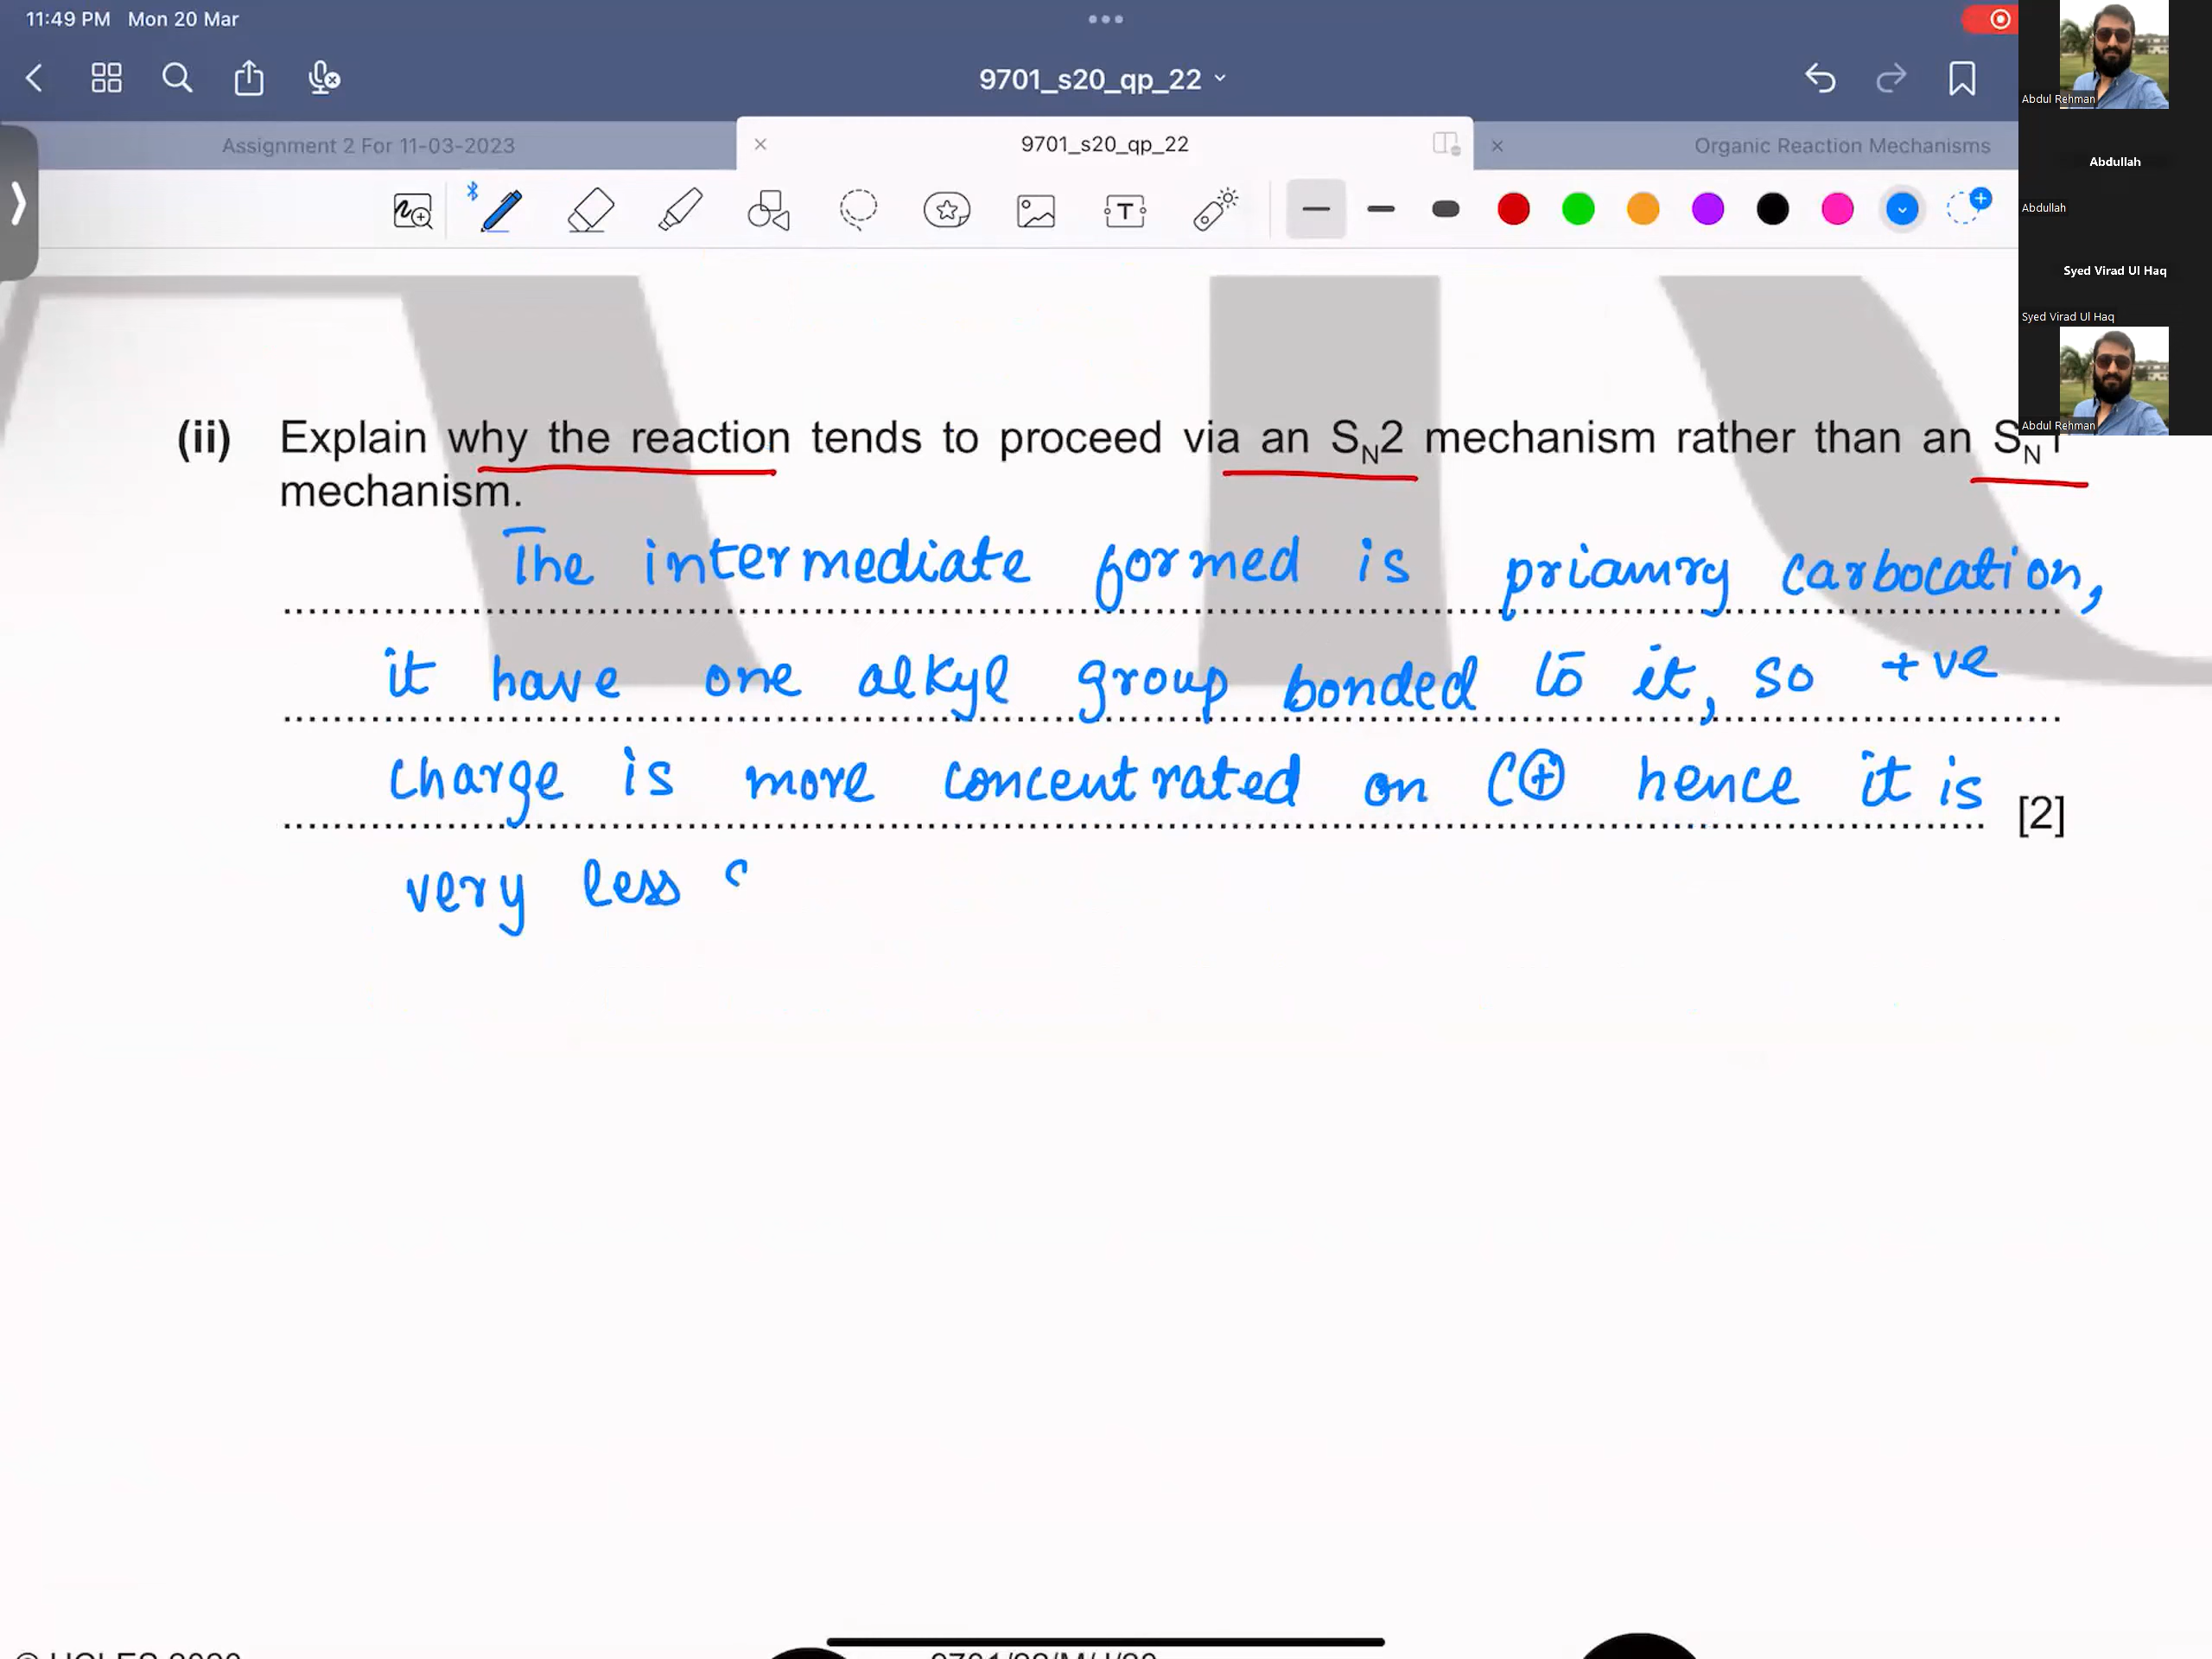 11:49 PM Mon 20 Mar
9701_s20_qp_22
Abdul Rehman
Assignment 2 For 11-03-2023
9701_s20_qp_22
Organic Reaction Mechanisms
Abdullah
Abdullah
Syed Virad Ul Haq
Syed Virad Ul Haq
Abdul Rehman
(ii) Explain why the reaction tends to proceed via an SN2 mechanism rather than an SN1
mechanism.
The intermediate formed is priamry carbocation,
it have one alkyl group bonded to it, so +ve
charge is more concentrated on C⊕ hence it is [2]
very less